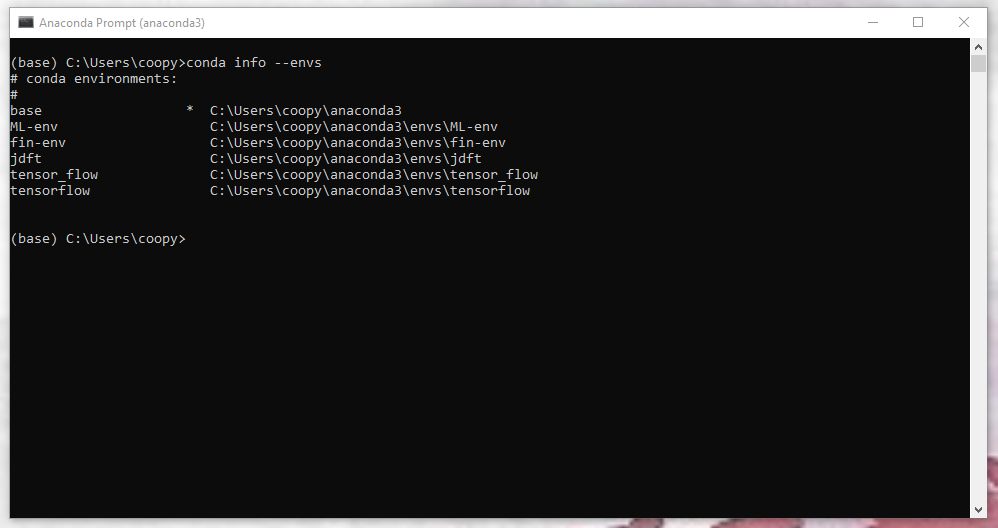 Anaconda Prompt (anaconda3)
(base) C:\Users\coopy>conda info --envs
# conda environments:
#
base                  *  C:\Users\coopy\anaconda3
ML-env                   C:\Users\coopy\anaconda3\envs\ML-env
fin-env                  C:\Users\coopy\anaconda3\envs\fin-env
jdft                     C:\Users\coopy\anaconda3\envs\jdft
tensor_flow              C:\Users\coopy\anaconda3\envs\tensor_flow
tensorflow               C:\Users\coopy\anaconda3\envs\tensorflow
(base) C:\Users\coopy>